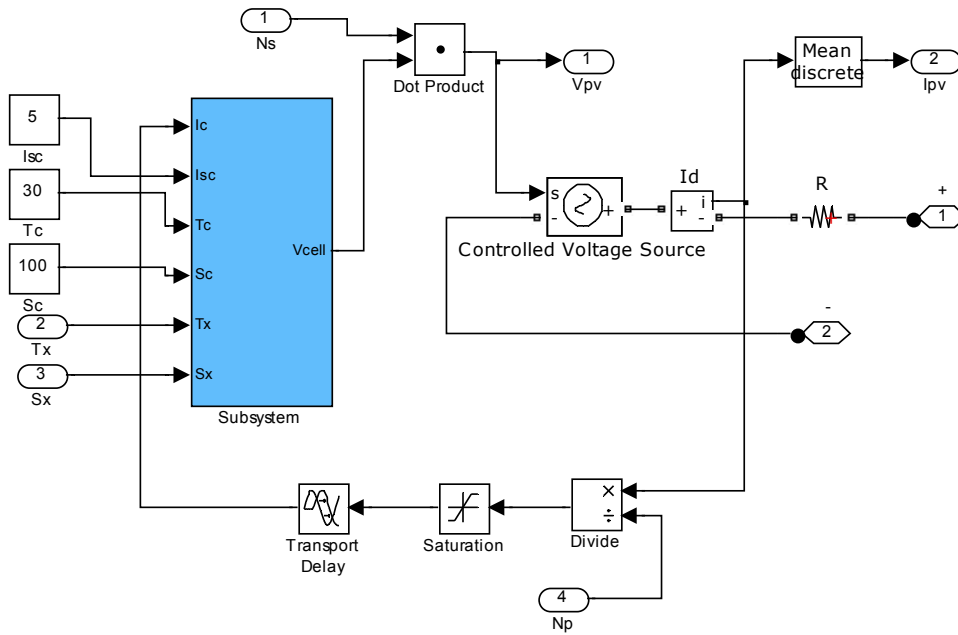 1
Ns
Dot Product
1
Vpv
Mean
discrete
2
Ipv
5
Isc
30
Tc
100
Sc
2
Tx
3
Sx
Ic
Isc
Tc
Sc
Tx
Sx
Vcell
Subsystem
s
-
+
Controlled Voltage Source
Id
+
i
-
R
+
1
-
2
Transport
Delay
Saturation
×
÷
Divide
4
Np